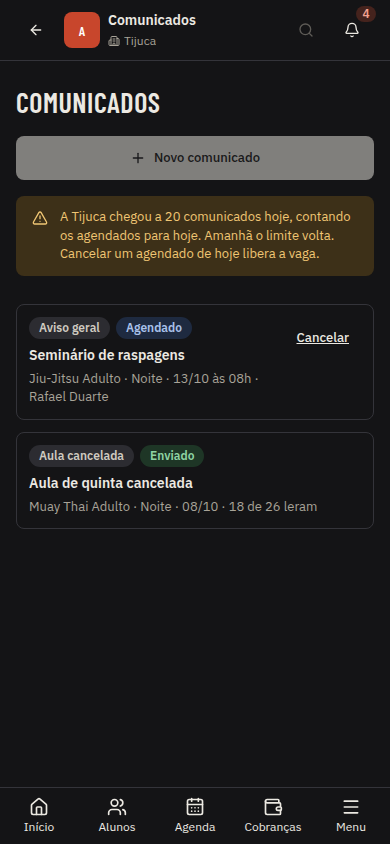 A
Comunicados
Tijuca
4
COMUNICADOS
Novo comunicado
A Tijuca chegou a 20 comunicados hoje, contando
os agendados para hoje. Amanhã o limite volta.
Cancelar um agendado de hoje libera a vaga.
Aviso geral
Agendado
Cancelar
Seminário de raspagens
Jiu-Jitsu Adulto · Noite · 13/10 às 08h ·
Rafael Duarte
Aula cancelada
Enviado
Aula de quinta cancelada
Muay Thai Adulto · Noite · 08/10 · 18 de 26 leram
Início
Alunos
Agenda
Cobranças
Menu